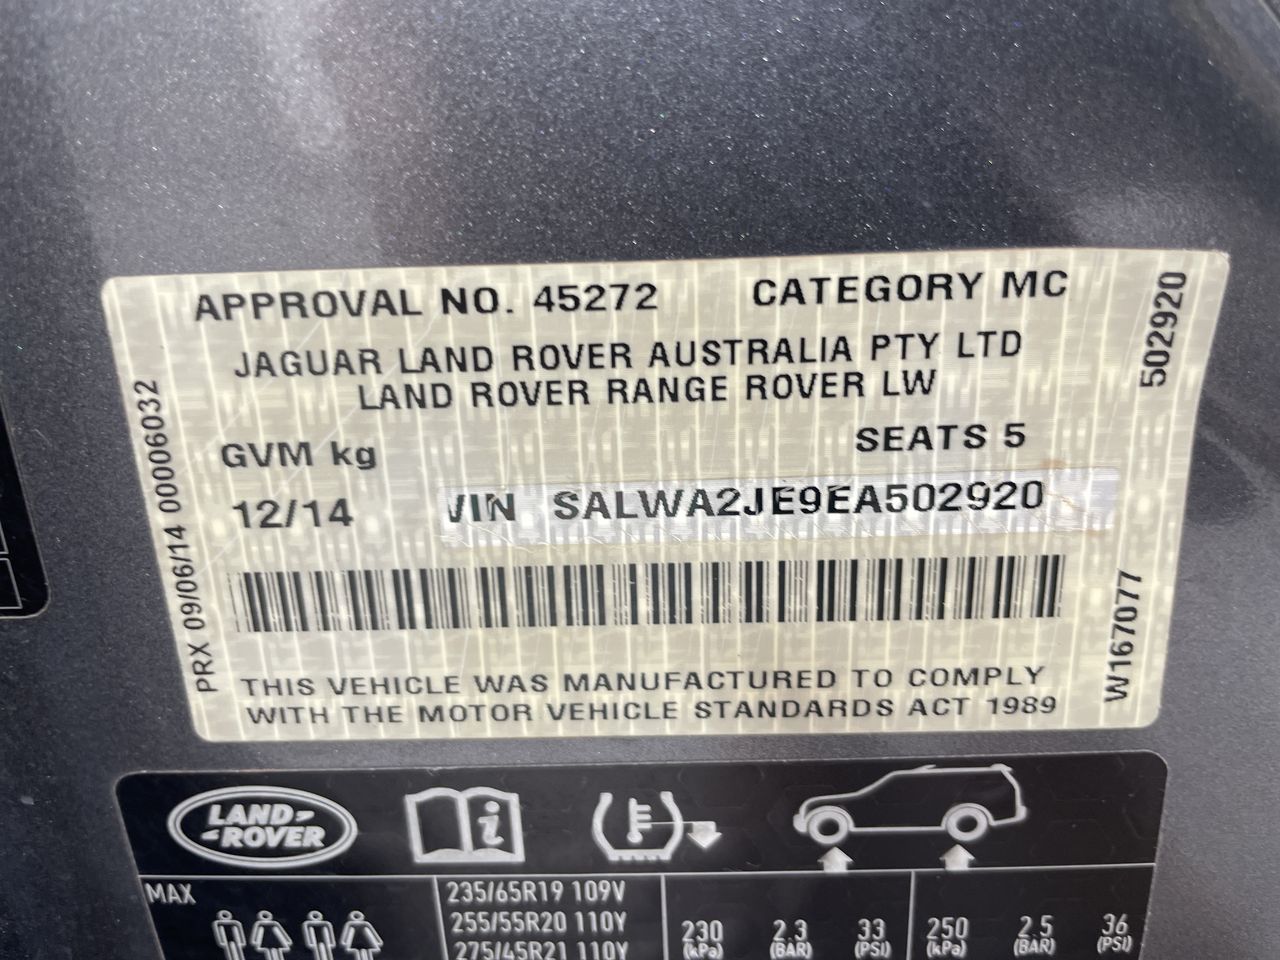 APPROVAL NO. 45272 CATEGORY MC
JAGUAR LAND ROVER AUSTRALIA PTY LTD
LAND ROVER RANGE ROVER LW
GVM kg SEATS 5
12/14 VIN SALWA2JE9EA502920
THIS VEHICLE WAS MANUFACTURED TO COMPLY
WITH THE MOTOR VEHICLE STANDARDS ACT 1989
PRX 09/06/14 00006032
502920
W167077
LAND-
-ROVER
MAX
235/65R19 109V
255/55R20 110Y
275/45R21 110Y
230 2.3 33 250 2.5 36
(kPa) (BAR) (PSI) (kPa) (BAR) (PSI)